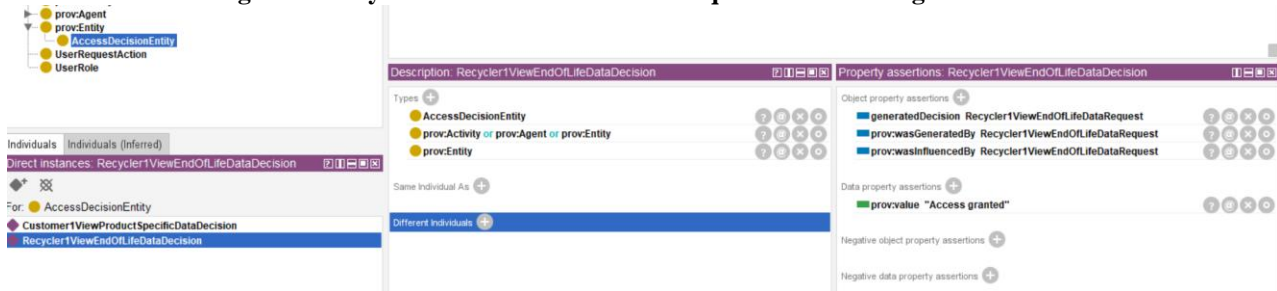 prov:Agent
prov:Entity
AccessDecisionEntity
UserRequestAction
UserRole
Individuals Individuals (Inferred)
Direct instances: Recycler1ViewEndOfLifeDataDecision
For: AccessDecisionEntity
Customer1ViewProductSpecificDataDecision
Recycler1ViewEndOfLifeDataDecision
Description: Recycler1ViewEndOfLifeDataDecision
Types
AccessDecisionEntity
prov:Activity or prov:Agent or prov:Entity
prov:Entity
Same Individual As
Different Individuals
Property assertions: Recycler1ViewEndOfLifeDataDecision
Object property assertions
generatedDecision Recycler1ViewEndOfLifeDataRequest
prov:wasGeneratedBy Recycler1ViewEndOfLifeDataRequest
prov:wasInfluencedBy Recycler1ViewEndOfLifeDataRequest
Data property assertions
prov:value "Access granted"
Negative object property assertions
Negative data property assertions